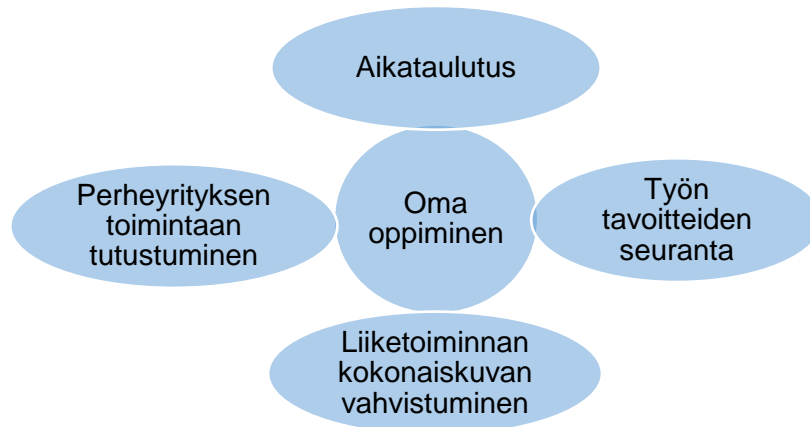 Aikataulutus
Perheyrityksen
toimintaan
tutustuminen
Oma
oppiminen
Työn
tavoitteiden
seuranta
Liiketoiminnan
kokonaiskuvan
vahvistuminen